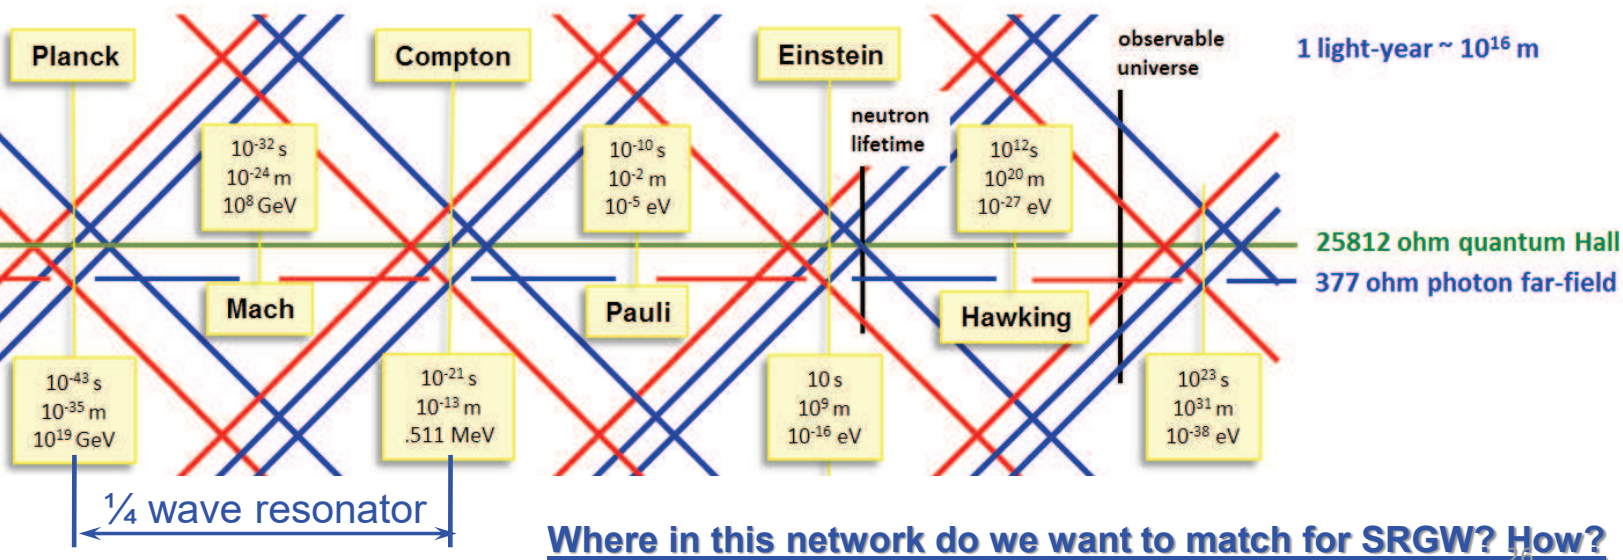 Planck
Compton
Einstein
observable
universe
1 light-year ~ 10¹⁶ m
neutron
lifetime
10⁻³² s
10⁻²⁴ m
10⁸ GeV
10⁻¹⁰ s
10⁻² m
10⁻⁵ eV
10¹²s
10²⁰ m
10⁻²⁷ eV
25812 ohm quantum Hall
377 ohm photon far-field
Mach
Pauli
Hawking
10⁻⁴³ s
10⁻³⁵ m
10¹⁹ GeV
10⁻²¹ s
10⁻¹³ m
.511 MeV
10 s
10⁹ m
10⁻¹⁶ eV
10²³ s
10³¹ m
10⁻³⁸ eV
¼ wave resonator
Where in this network do we want to match for SRGW? How?